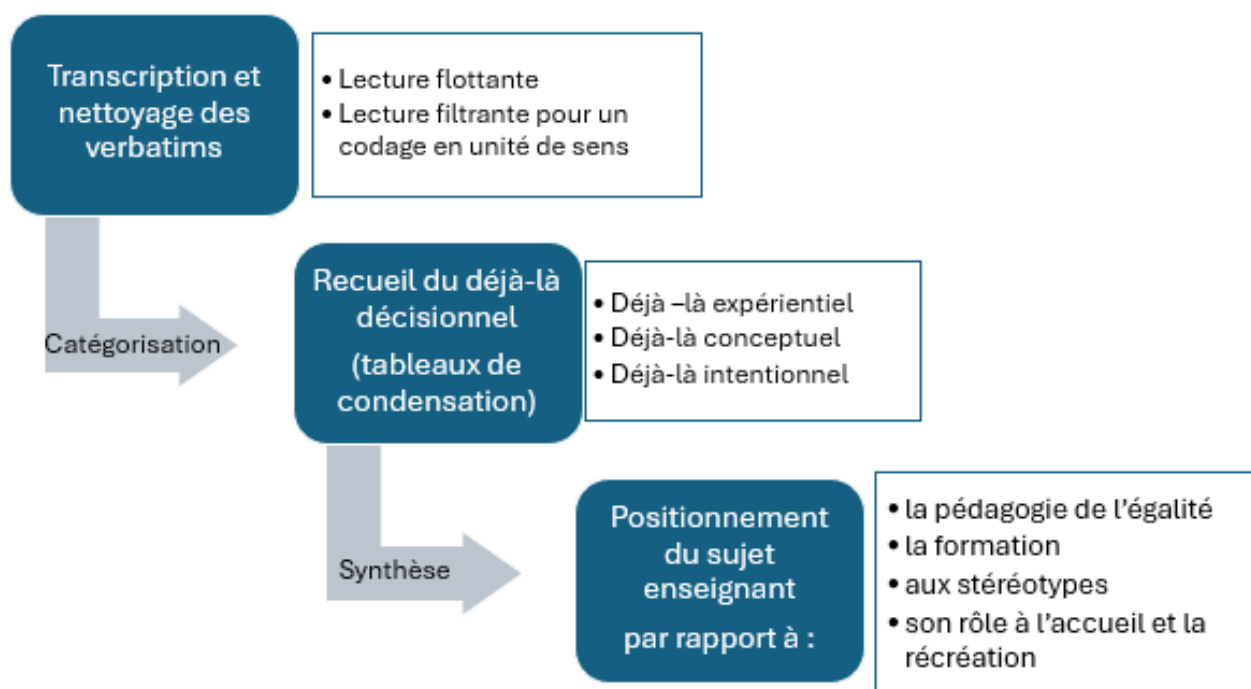 Transcription et
nettoyage des
verbatims
• Lecture flottante
• Lecture filtrante pour un
codage en unité de sens
Catégorisation
Recueil du déjà-là
décisionnel
(tableaux de
condensation)
• Déjà –là expérientiel
• Déjà-là conceptuel
• Déjà-là intentionnel
Synthèse
Positionnement
du sujet
enseignant
par rapport à :
• la pédagogie de l’égalité
• la formation
• aux stéréotypes
• son rôle à l’accueil et la
récréation